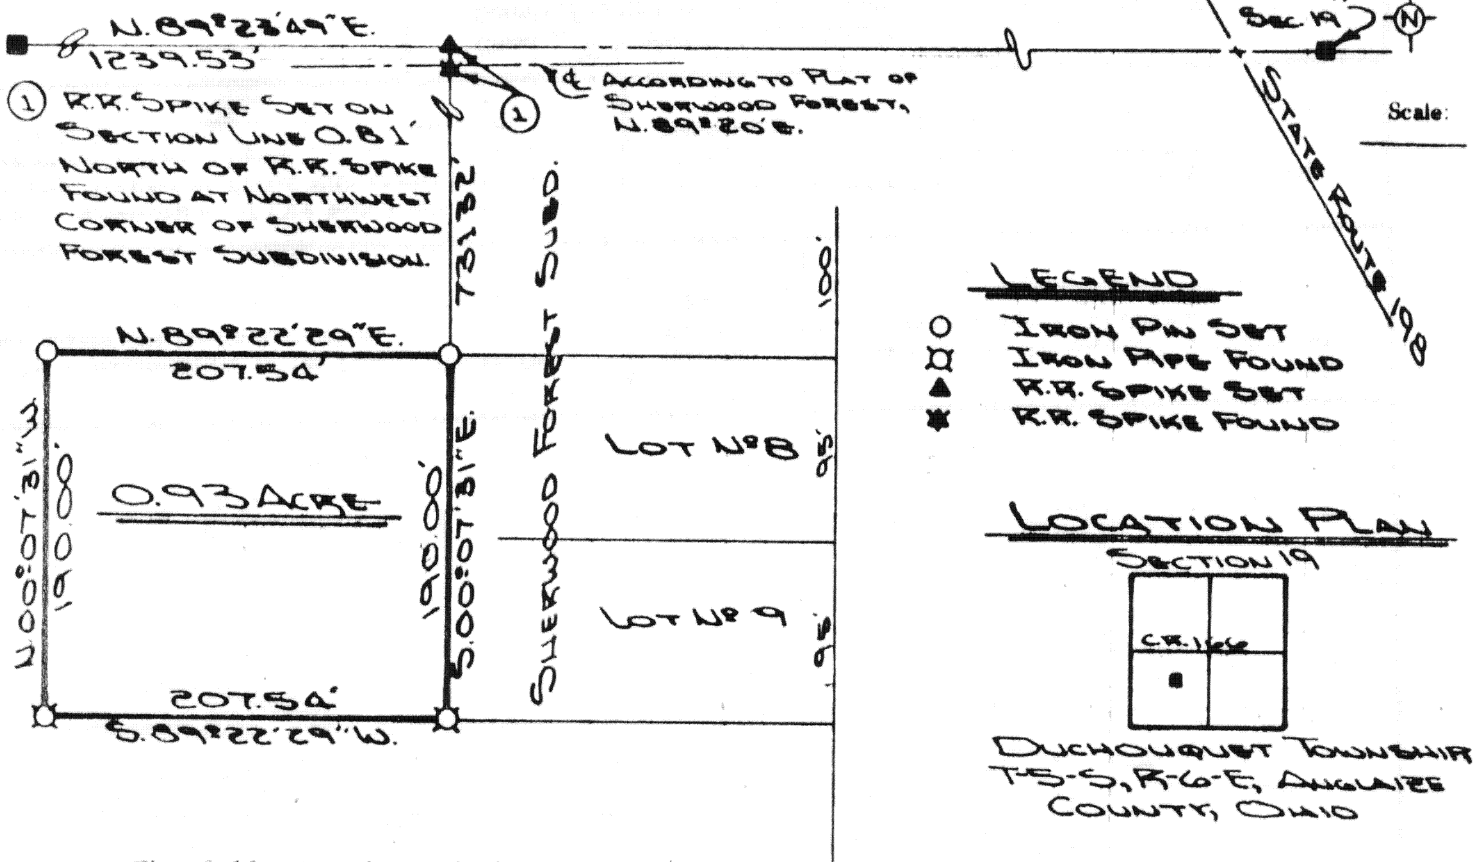 N. 89°23'49"E.
1239.53'
Sec. 19
N
① R.R. Spike Set on
Section Line 0.81'
North of R.R. Spike
Found at Northwest
Corner of Sherwood
Forest Subdivision.
1
℄ According to Plat of
Sherwood Forest,
N. 89°20'E.
State Route 198
Scale:
731.32'
Sherwood Forest Subd.
100'
Legend
Iron Pin Set
Iron Pipe Found
R.R. Spike Set
R.R. Spike Found
N. 89°22'29"E.
207.54'
N. 00°07'31"W.
190.00'
0.93 Acre
190.00'
S. 00°07'31"E.
Lot Nº 8
95'
Lot Nº 9
95'
207.54'
S. 89°22'29"W.
Location Plan
Section 19
C.R. 166
Duchouquet Township
T-5-S, R-6-E, Auglaize
County, Ohio